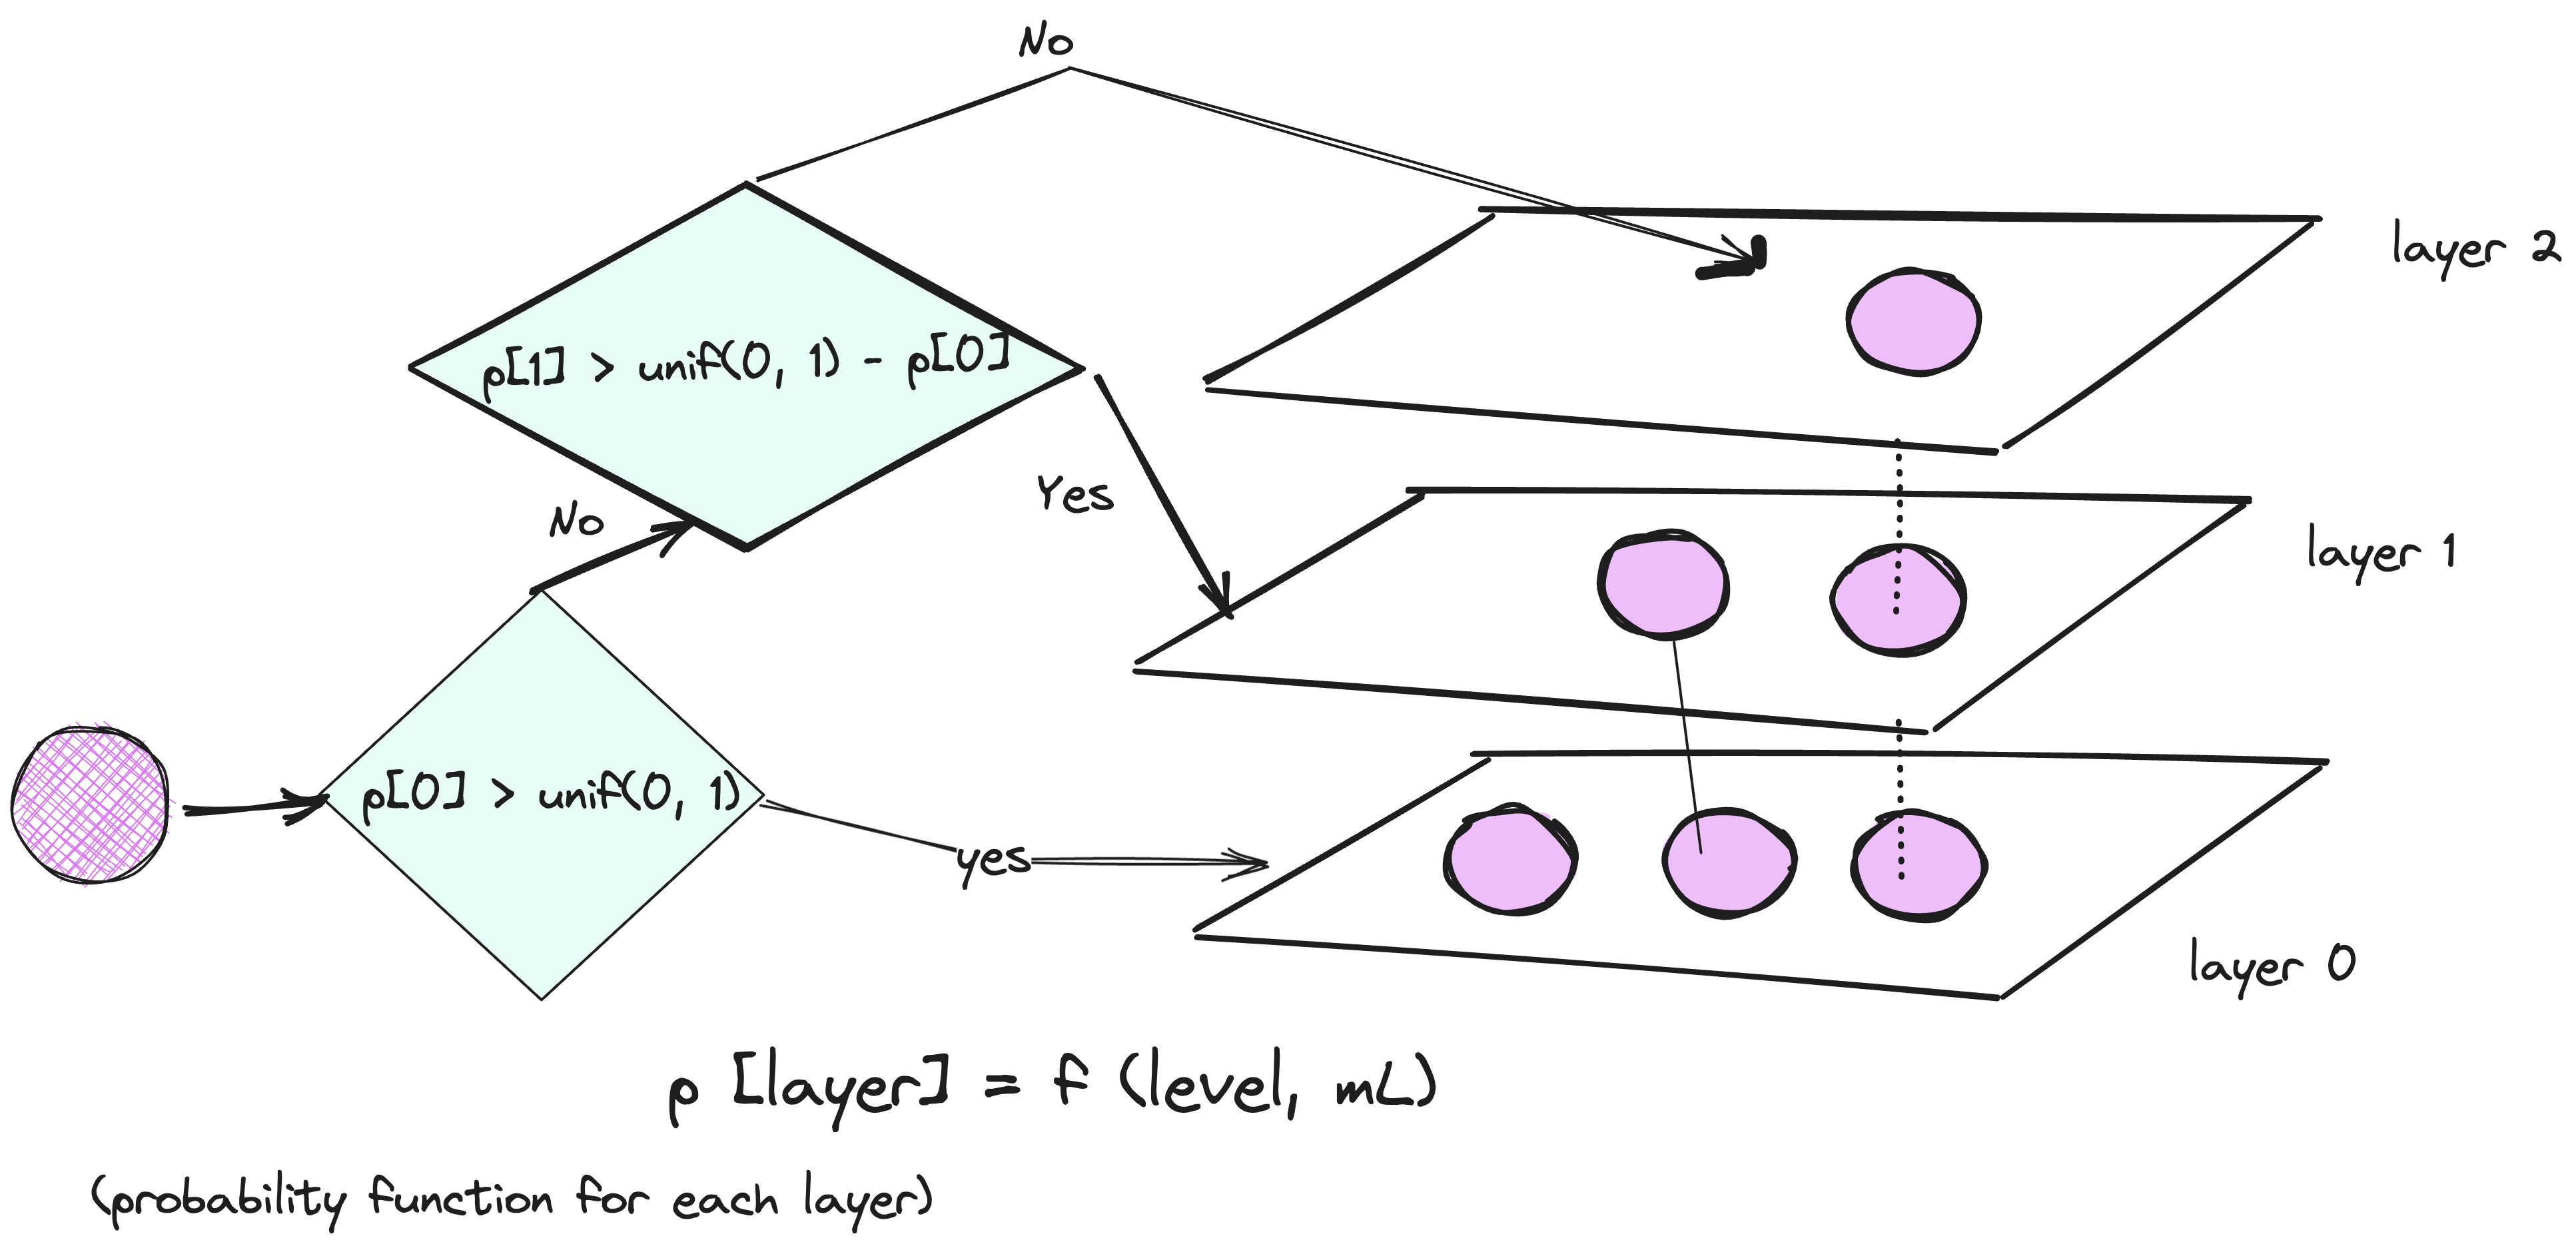 No
layer 2
p[1] > unif(0, 1) - p[0]
Yes
No
layer 1
p[0] > unif(0, 1)
yes
layer 0
p [layer] = f (level, mL)
(probability function for each layer)